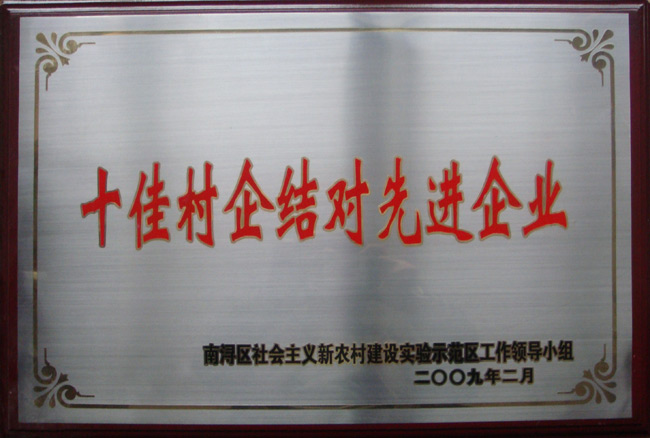 十佳村企结对先进企业
南浔区社会主义新农村建设实验示范区工作领导小组
二〇〇九年二月